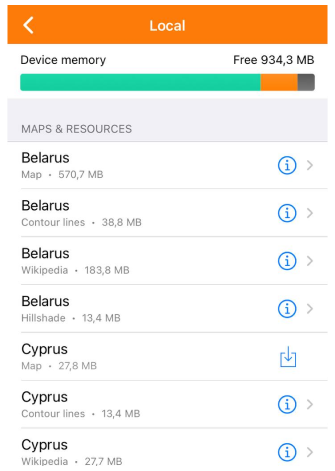 Local
Device memory Free 934,3 MB
MAPS & RESOURCES
Belarus
Map • 570,7 MB
Belarus
Contour lines • 38,8 MB
Belarus
Wikipedia • 183,8 MB
Belarus
Hillshade • 13,4 MB
Cyprus
Map • 27,8 MB
Cyprus
Contour lines • 13,4 MB
Cyprus
Wikipedia • 27,7 MB